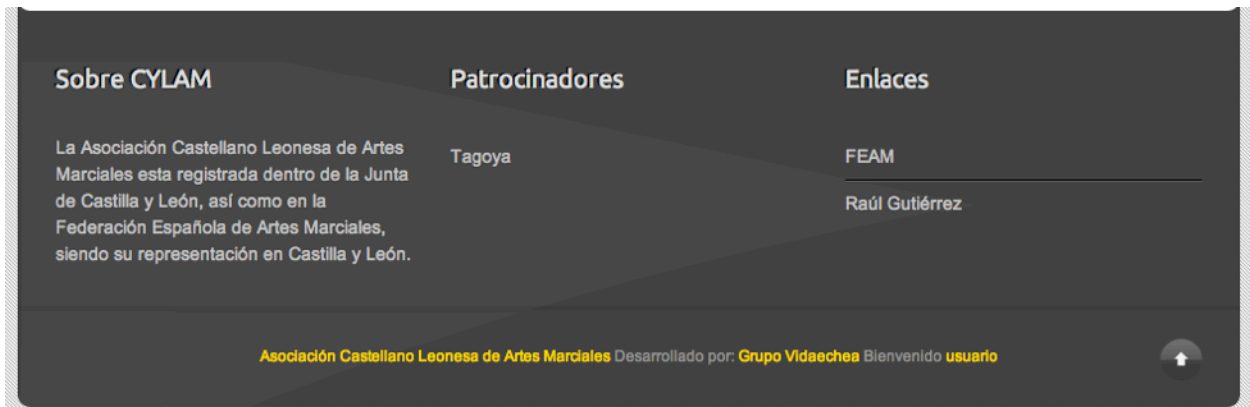 Sobre CYLAM
La Asociación Castellano Leonesa de Artes
Marciales esta registrada dentro de la Junta
de Castilla y León, así como en la
Federación Española de Artes Marciales,
siendo su representación en Castilla y León.
Patrocinadores
Tagoya
Enlaces
FEAM
Raúl Gutiérrez
Asociación Castellano Leonesa de Artes Marciales Desarrollado por: Grupo Vidaechea Bienvenido usuario